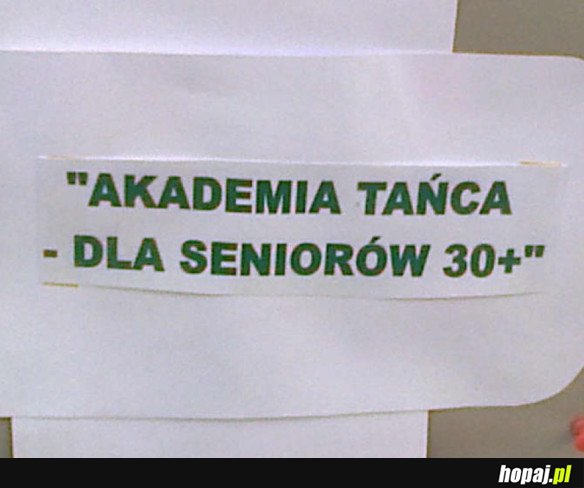 "AKADEMIA TAŃCA
- DLA SENIORÓW 30+"
hopaj.pl